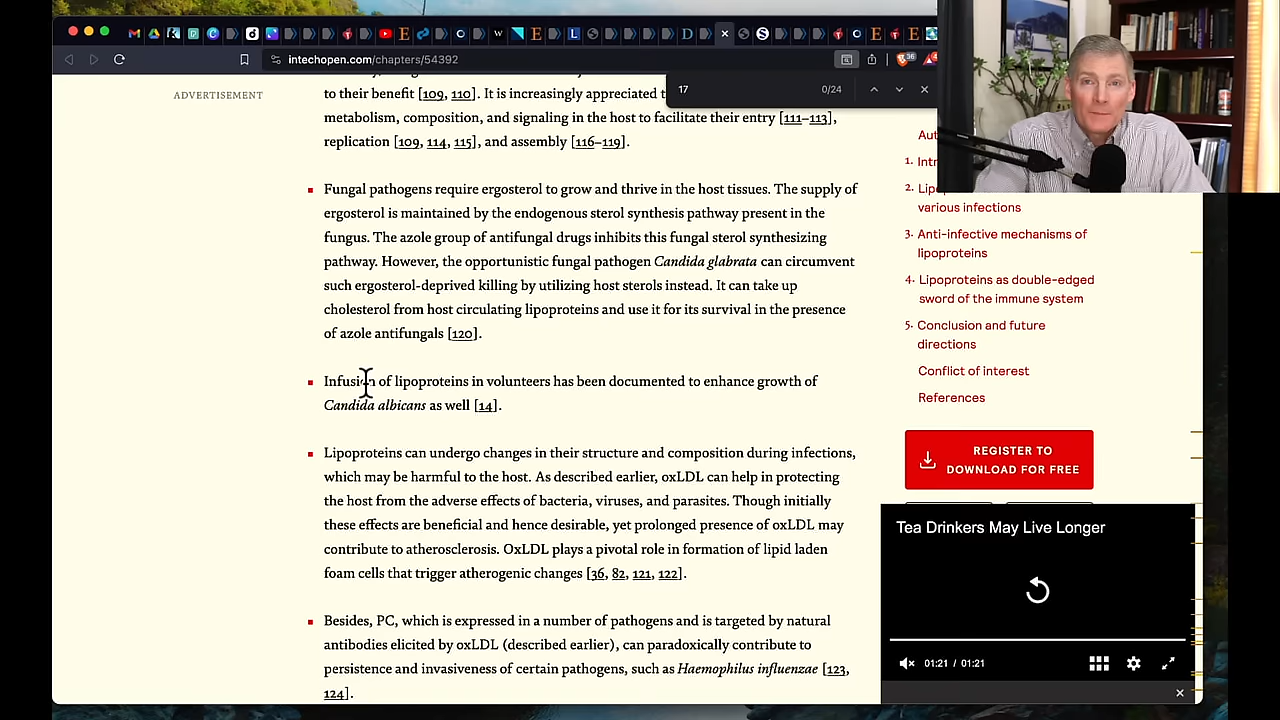 intechopen.com/chapters/54392
36
17
0/24
ADVERTISEMENT
to their benefit [109, 110]. It is increasingly appreciated t
metabolism, composition, and signaling in the host to facilitate their entry [111–113],
replication [109, 114, 115], and assembly [116–119].
Fungal pathogens require ergosterol to grow and thrive in the host tissues. The supply of
ergosterol is maintained by the endogenous sterol synthesis pathway present in the
fungus. The azole group of antifungal drugs inhibits this fungal sterol synthesizing
pathway. However, the opportunistic fungal pathogen Candida glabrata can circumvent
such ergosterol-deprived killing by utilizing host sterols instead. It can take up
cholesterol from host circulating lipoproteins and use it for its survival in the presence
of azole antifungals [120].
Infusion of lipoproteins in volunteers has been documented to enhance growth of
Candida albicans as well [14].
Lipoproteins can undergo changes in their structure and composition during infections,
which may be harmful to the host. As described earlier, oxLDL can help in protecting
the host from the adverse effects of bacteria, viruses, and parasites. Though initially
these effects are beneficial and hence desirable, yet prolonged presence of oxLDL may
contribute to atherosclerosis. OxLDL plays a pivotal role in formation of lipid laden
foam cells that trigger atherogenic changes [36, 82, 121, 122].
Besides, PC, which is expressed in a number of pathogens and is targeted by natural
antibodies elicited by oxLDL (described earlier), can paradoxically contribute to
persistence and invasiveness of certain pathogens, such as Haemophilus influenzae [123,
124].
Aut
1. Intr
2. Lip
various infections
3. Anti-infective mechanisms of
lipoproteins
4. Lipoproteins as double-edged
sword of the immune system
5. Conclusion and future
directions
Conflict of interest
References
REGISTER TO
DOWNLOAD FOR FREE
Tea Drinkers May Live Longer
01:21 / 01:21